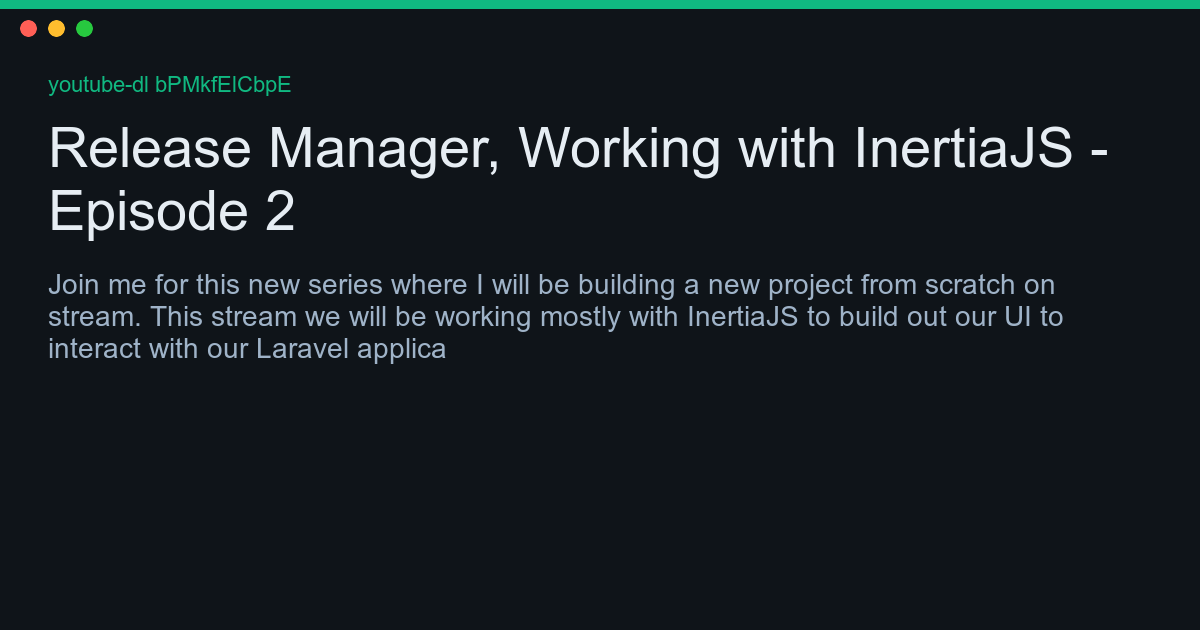 youtube-dl bPMkfEICbpE
Release Manager, Working with InertiaJS -
Episode 2
Join me for this new series where I will be building a new project from scratch on
stream. This stream we will be working mostly with InertiaJS to build out our UI to
interact with our Laravel applica